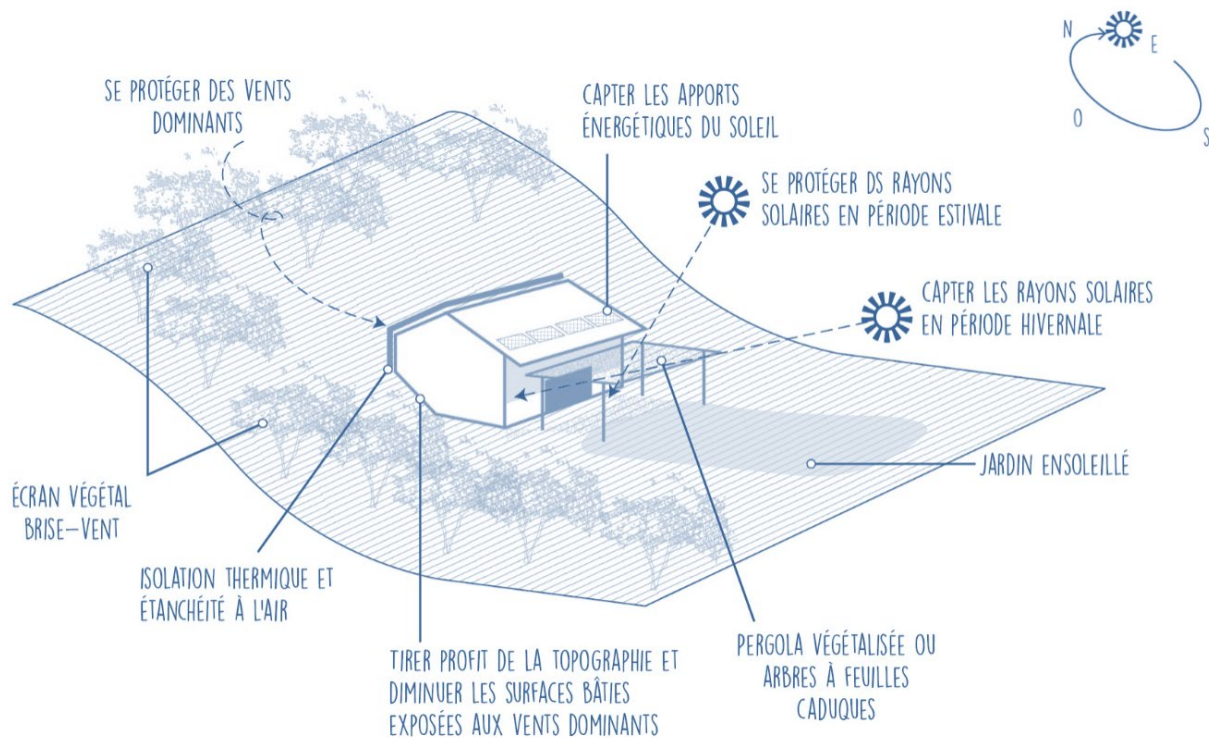 N
E
O
S
SE PROTÉGER DES VENTS
DOMINANTS
CAPTER LES APPORTS
ÉNERGÉTIQUES DU SOLEIL
SE PROTÉGER DS RAYONS
SOLAIRES EN PÉRIODE ESTIVALE
CAPTER LES RAYONS SOLAIRES
EN PÉRIODE HIVERNALE
JARDIN ENSOLEILLÉ
ÉCRAN VÉGÉTAL
BRISE-VENT
ISOLATION THERMIQUE ET
ÉTANCHÉITÉ À L'AIR
TIRER PROFIT DE LA TOPOGRAPHIE ET
DIMINUER LES SURFACES BÂTIES
EXPOSÉES AUX VENTS DOMINANTS
PERGOLA VÉGÉTALISÉE OU
ARBRES À FEUILLES
CADUQUES